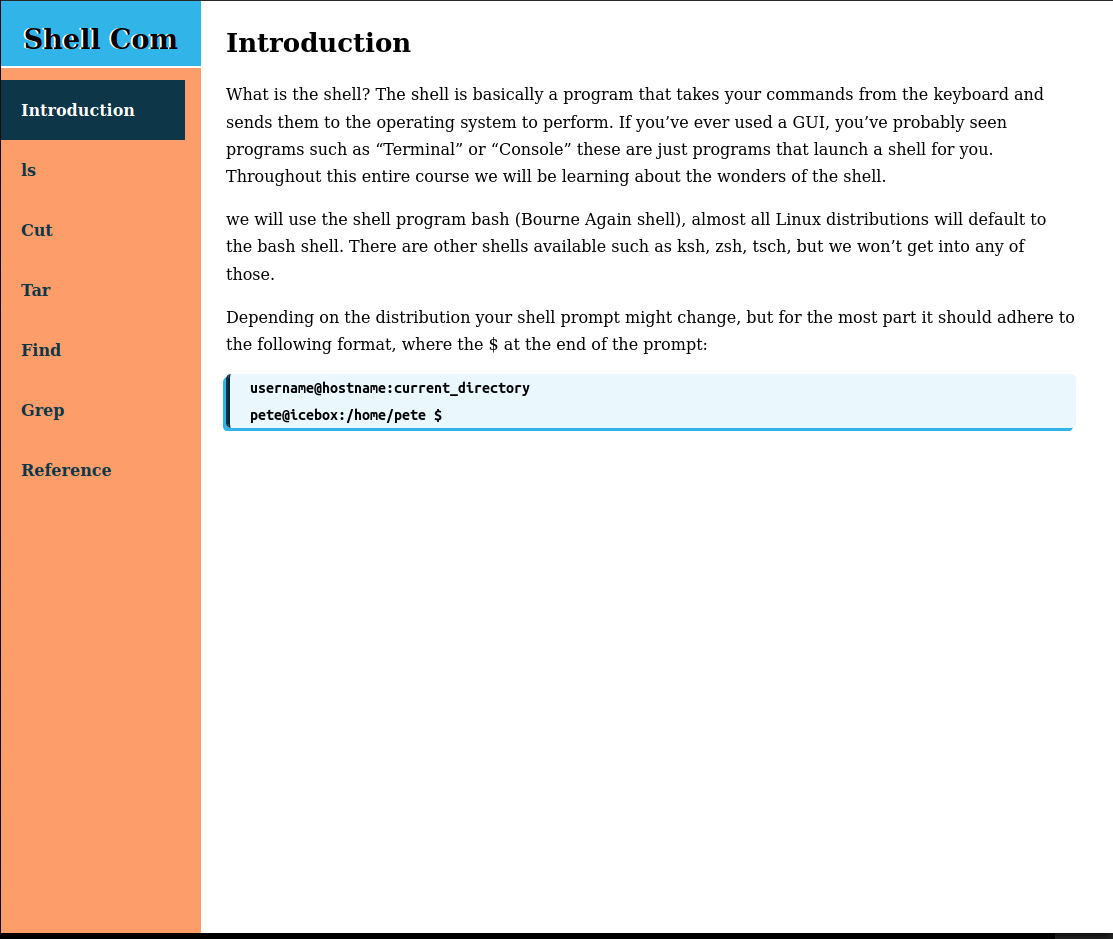 Shell Com
Introduction
ls
Cut
Tar
Find
Grep
Reference
Introduction
What is the shell? The shell is basically a program that takes your commands from the keyboard and
sends them to the operating system to perform. If you’ve ever used a GUI, you’ve probably seen
programs such as “Terminal” or “Console” these are just programs that launch a shell for you.
Throughout this entire course we will be learning about the wonders of the shell.
we will use the shell program bash (Bourne Again shell), almost all Linux distributions will default to
the bash shell. There are other shells available such as ksh, zsh, tsch, but we won’t get into any of
those.
Depending on the distribution your shell prompt might change, but for the most part it should adhere to
the following format, where the $ at the end of the prompt:
username@hostname:current_directory
pete@icebox:/home/pete $